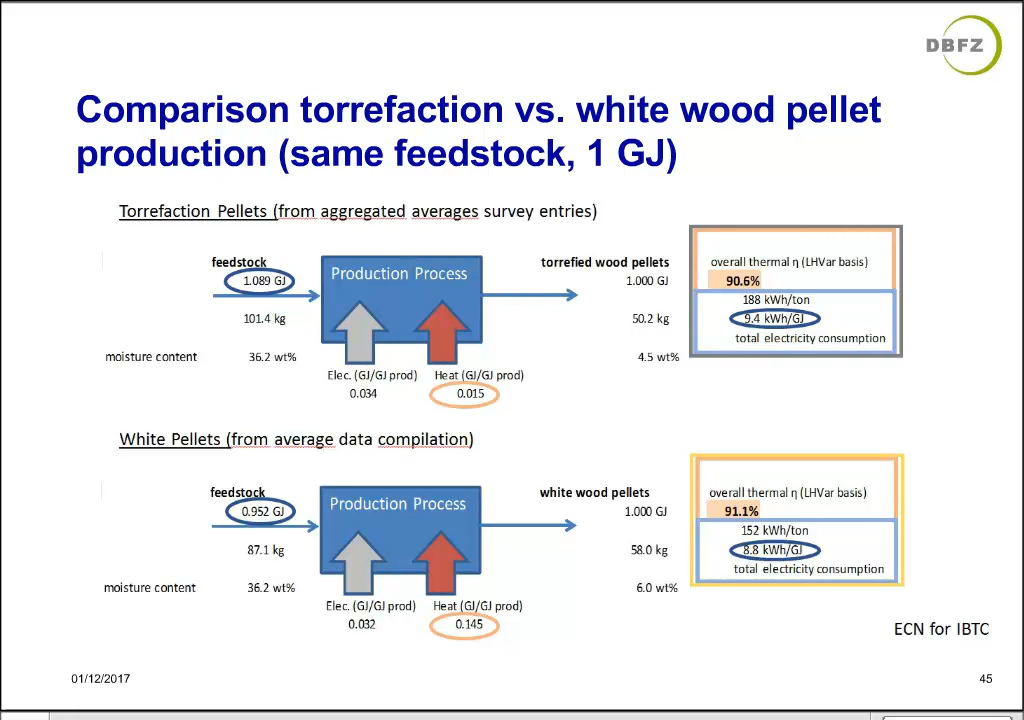 DBFZ
Comparison torrefaction vs. white wood pellet
production (same feedstock, 1 GJ)
Torrefaction Pellets (from aggregated averages survey entries)
feedstock
1.089 GJ
101.4 kg
moisture content 36.2 wt%
Production Process
Elec. (GJ/GJ prod) Heat (GJ/GJ prod)
0.034 0.015
torrefied wood pellets
1.000 GJ
50.2 kg
4.5 wt%
overall thermal η (LHVar basis)
90.6%
188 kWh/ton
9.4 kWh/GJ
total electricity consumption
White Pellets (from average data compilation)
feedstock
0.952 GJ
87.1 kg
moisture content 36.2 wt%
Production Process
Elec. (GJ/GJ prod) Heat (GJ/GJ prod)
0.032 0.145
white wood pellets
1.000 GJ
58.0 kg
6.0 wt%
overall thermal η (LHVar basis)
91.1%
152 kWh/ton
8.8 kWh/GJ
total electricity consumption
ECN for IBTC
01/12/2017 45